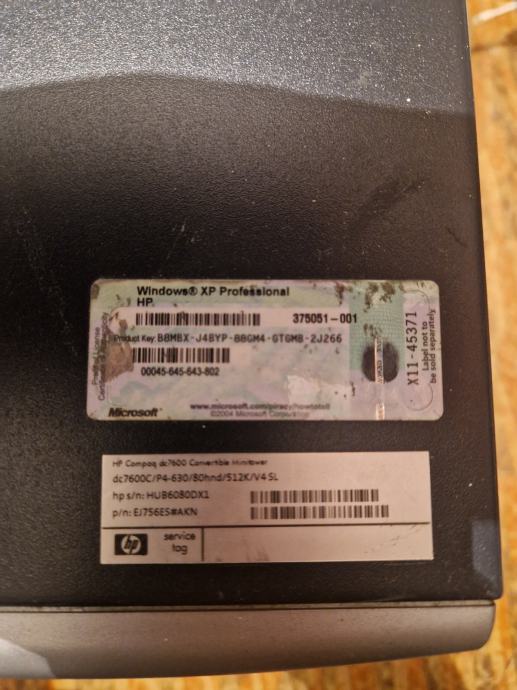 Windows® XP Professional
HP.
375051-001
Product Key: B8MBX-J4BYP-8BGM4-GTGMB-2J266
00045-645-643-802
Microsoft®
www.microsoft.com/piracy/howtotell
©2004 Microsoft Corporation
X11-45371
Label not to
be sold separately
HP Compaq dc7600 Convertible Minitower
dc7600C/P4-630/80hnd/512K/V4 SL
hp s/n: HUB6080DX1
p/n: EJ756ES#AKN
hp
service
tag